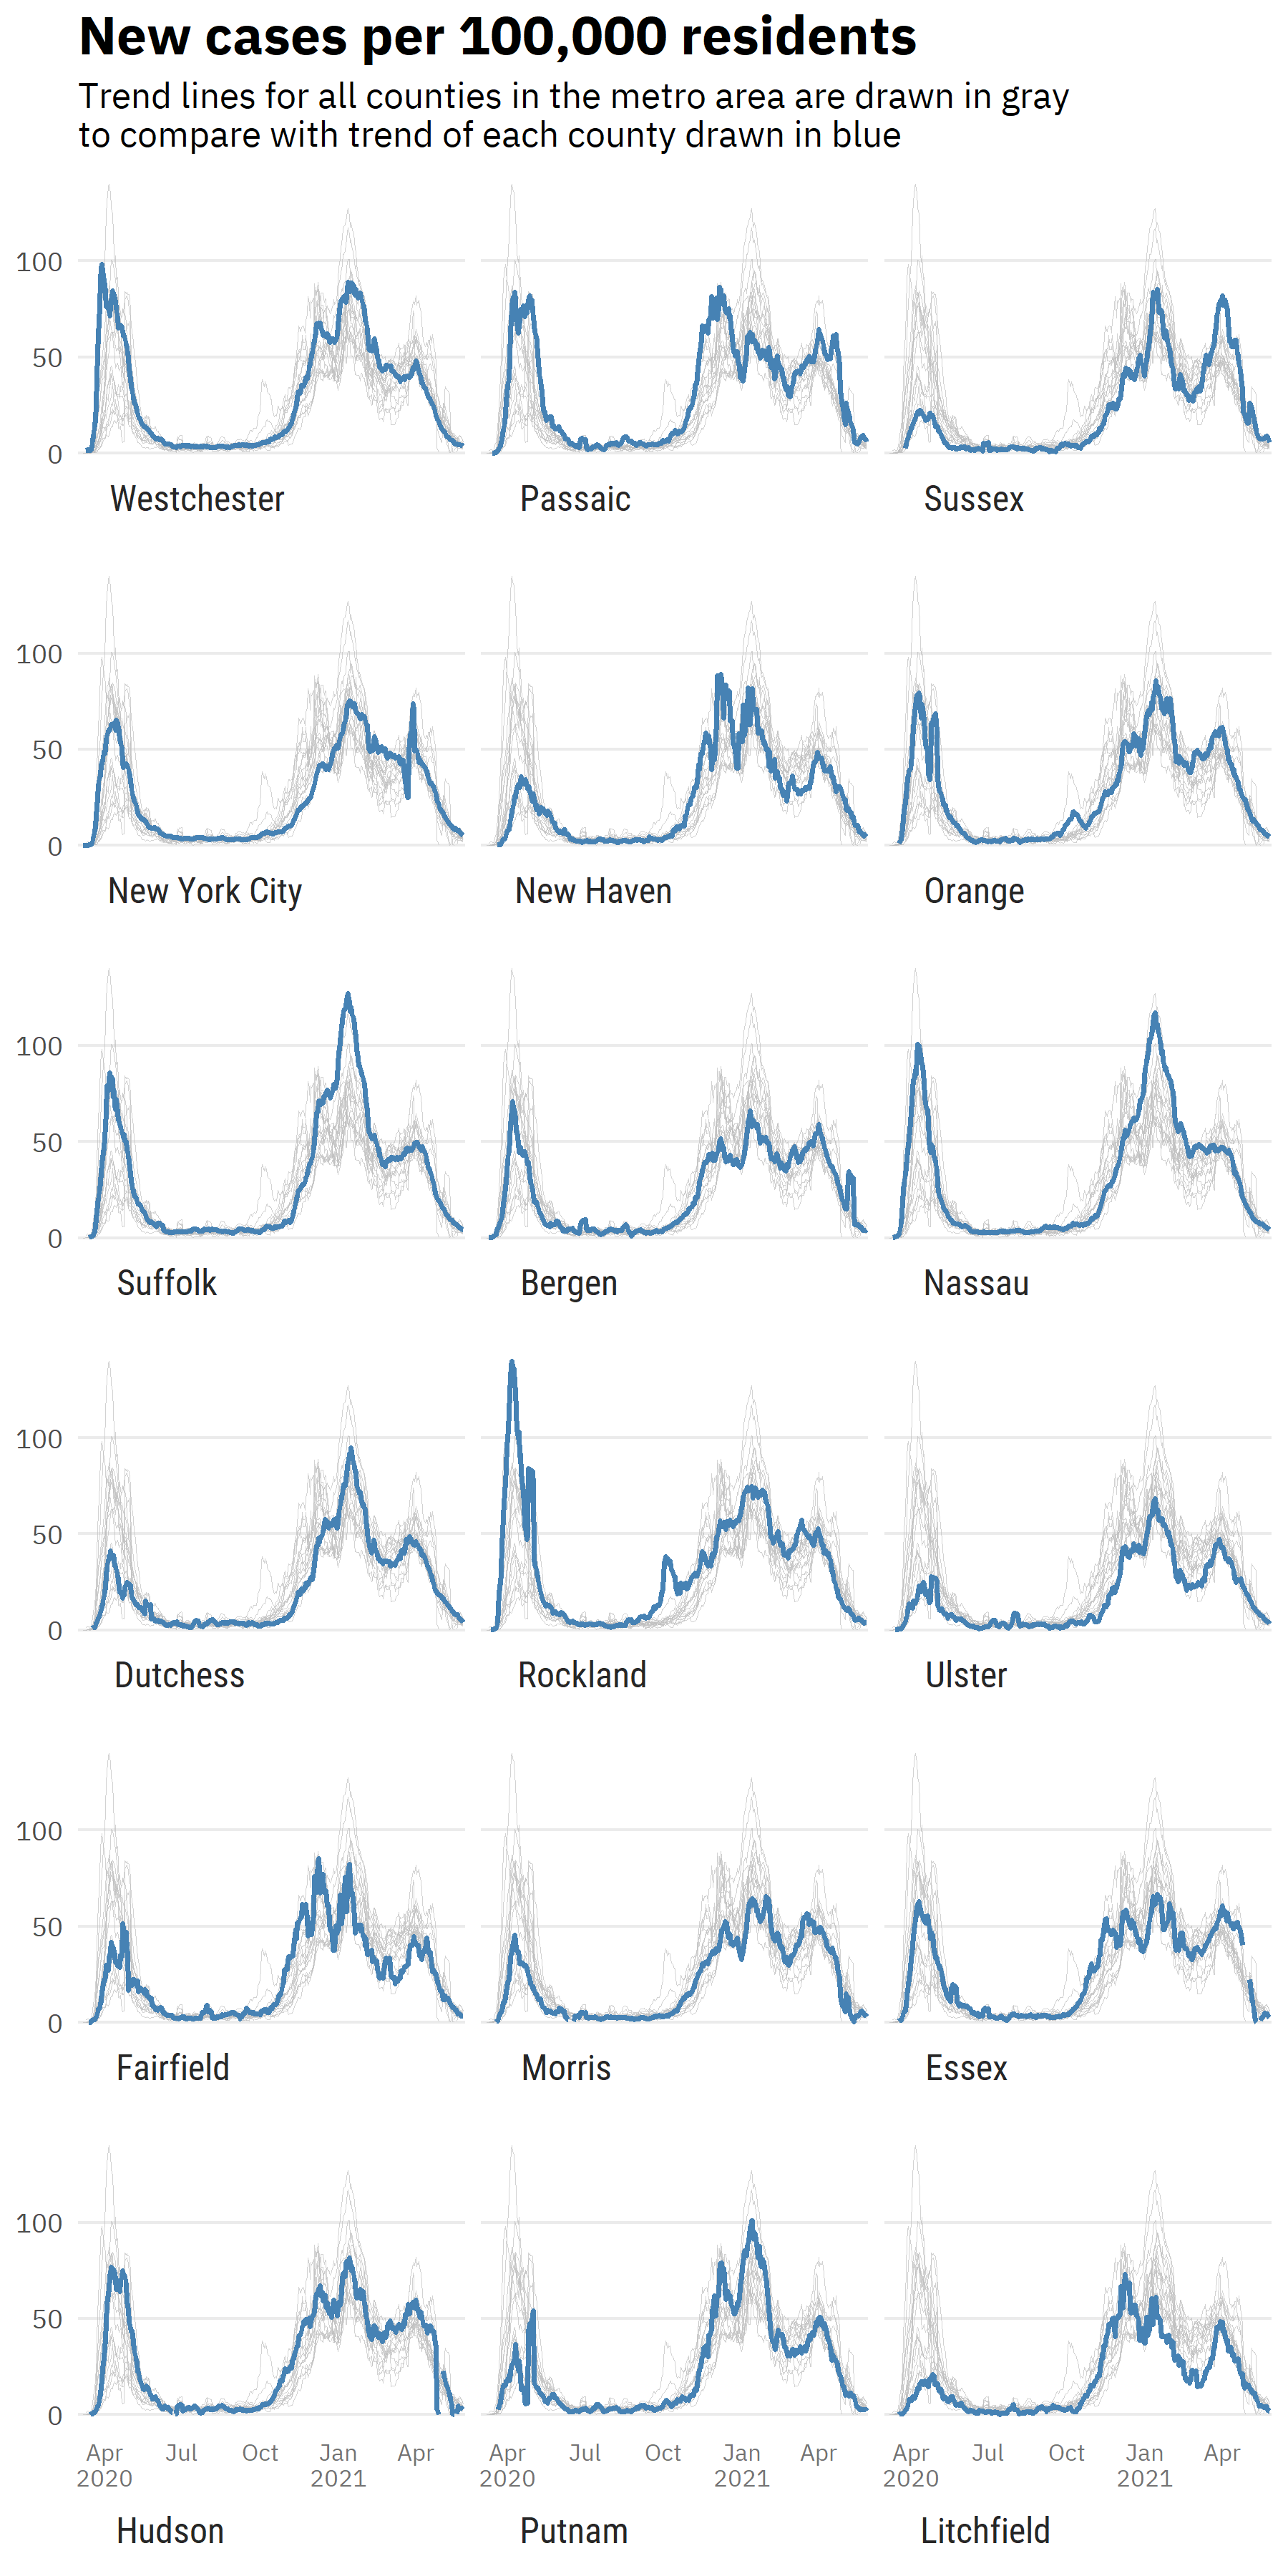 New cases per 100,000 residents
Trend lines for all counties in the metro area are drawn in gray
to compare with trend of each county drawn in blue
100
50
0
Westchester Passaic Sussex
100
50
0
New York City New Haven Orange
100
50
0
Suffolk Bergen Nassau
100
50
0
Dutchess Rockland Ulster
100
50
0
Fairfield Morris Essex
100
50
0
Apr Jul Oct Jan Apr Apr Jul Oct Jan Apr Apr Jul Oct Jan Apr
2020 2021 2020 2021 2020 2021
Hudson Putnam Litchfield